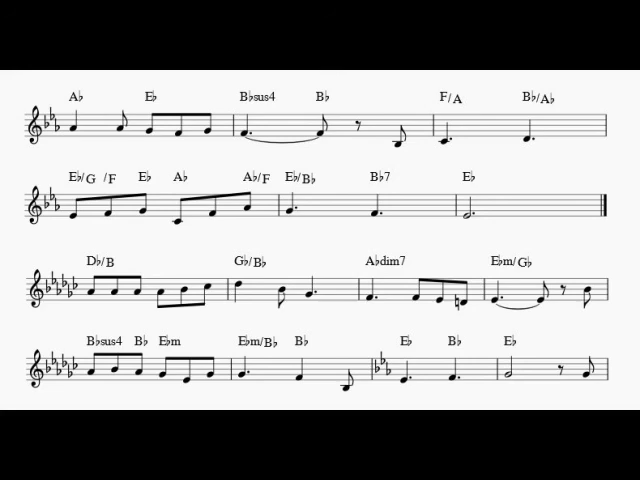 A♭ E♭ B♭sus4 B♭ F/A B♭/A♭
E♭/G /F E♭ A♭ A♭/F E♭/B♭ B♭7 E♭
D♭/B G♭/B♭ A♭dim7 E♭m/G♭
B♭sus4 B♭ E♭m E♭m/B♭ B♭ E♭ B♭ E♭